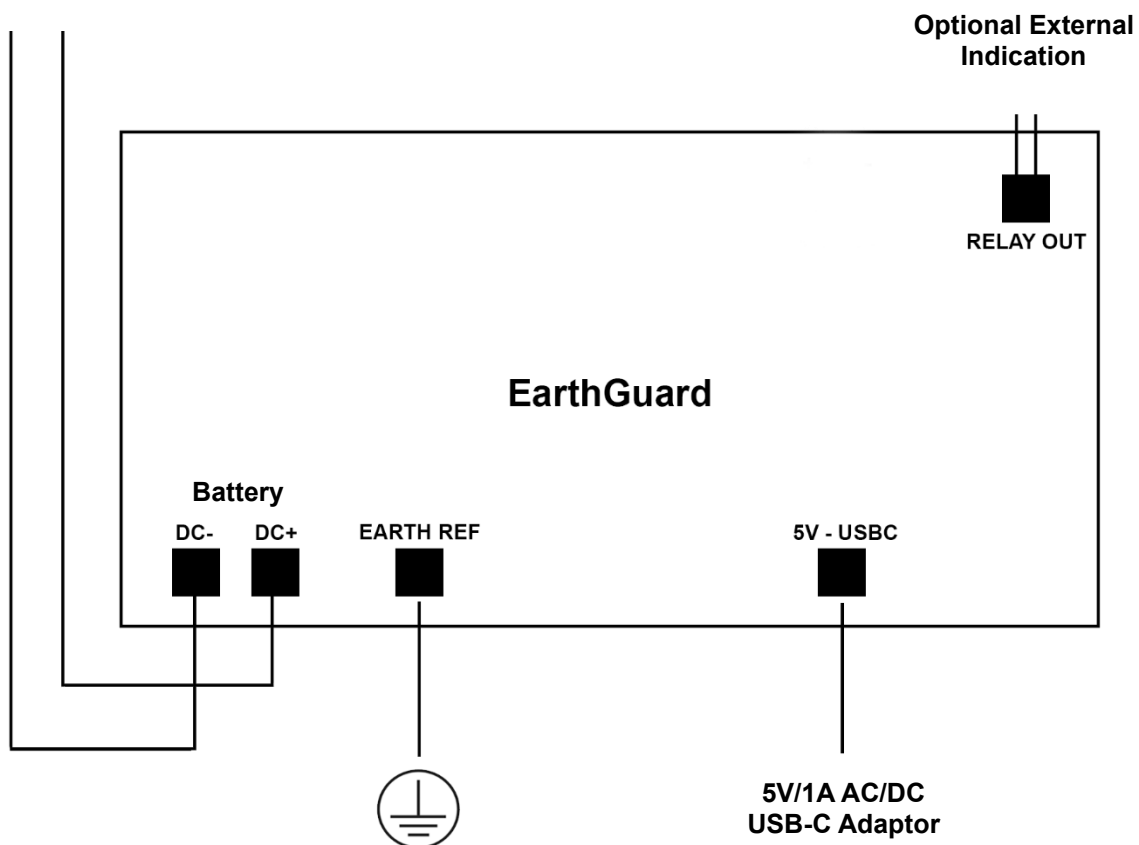 Optional External
Indication
RELAY OUT
EarthGuard
Battery
DC- DC+ EARTH REF 5V - USBC
5V/1A AC/DC
USB-C Adaptor